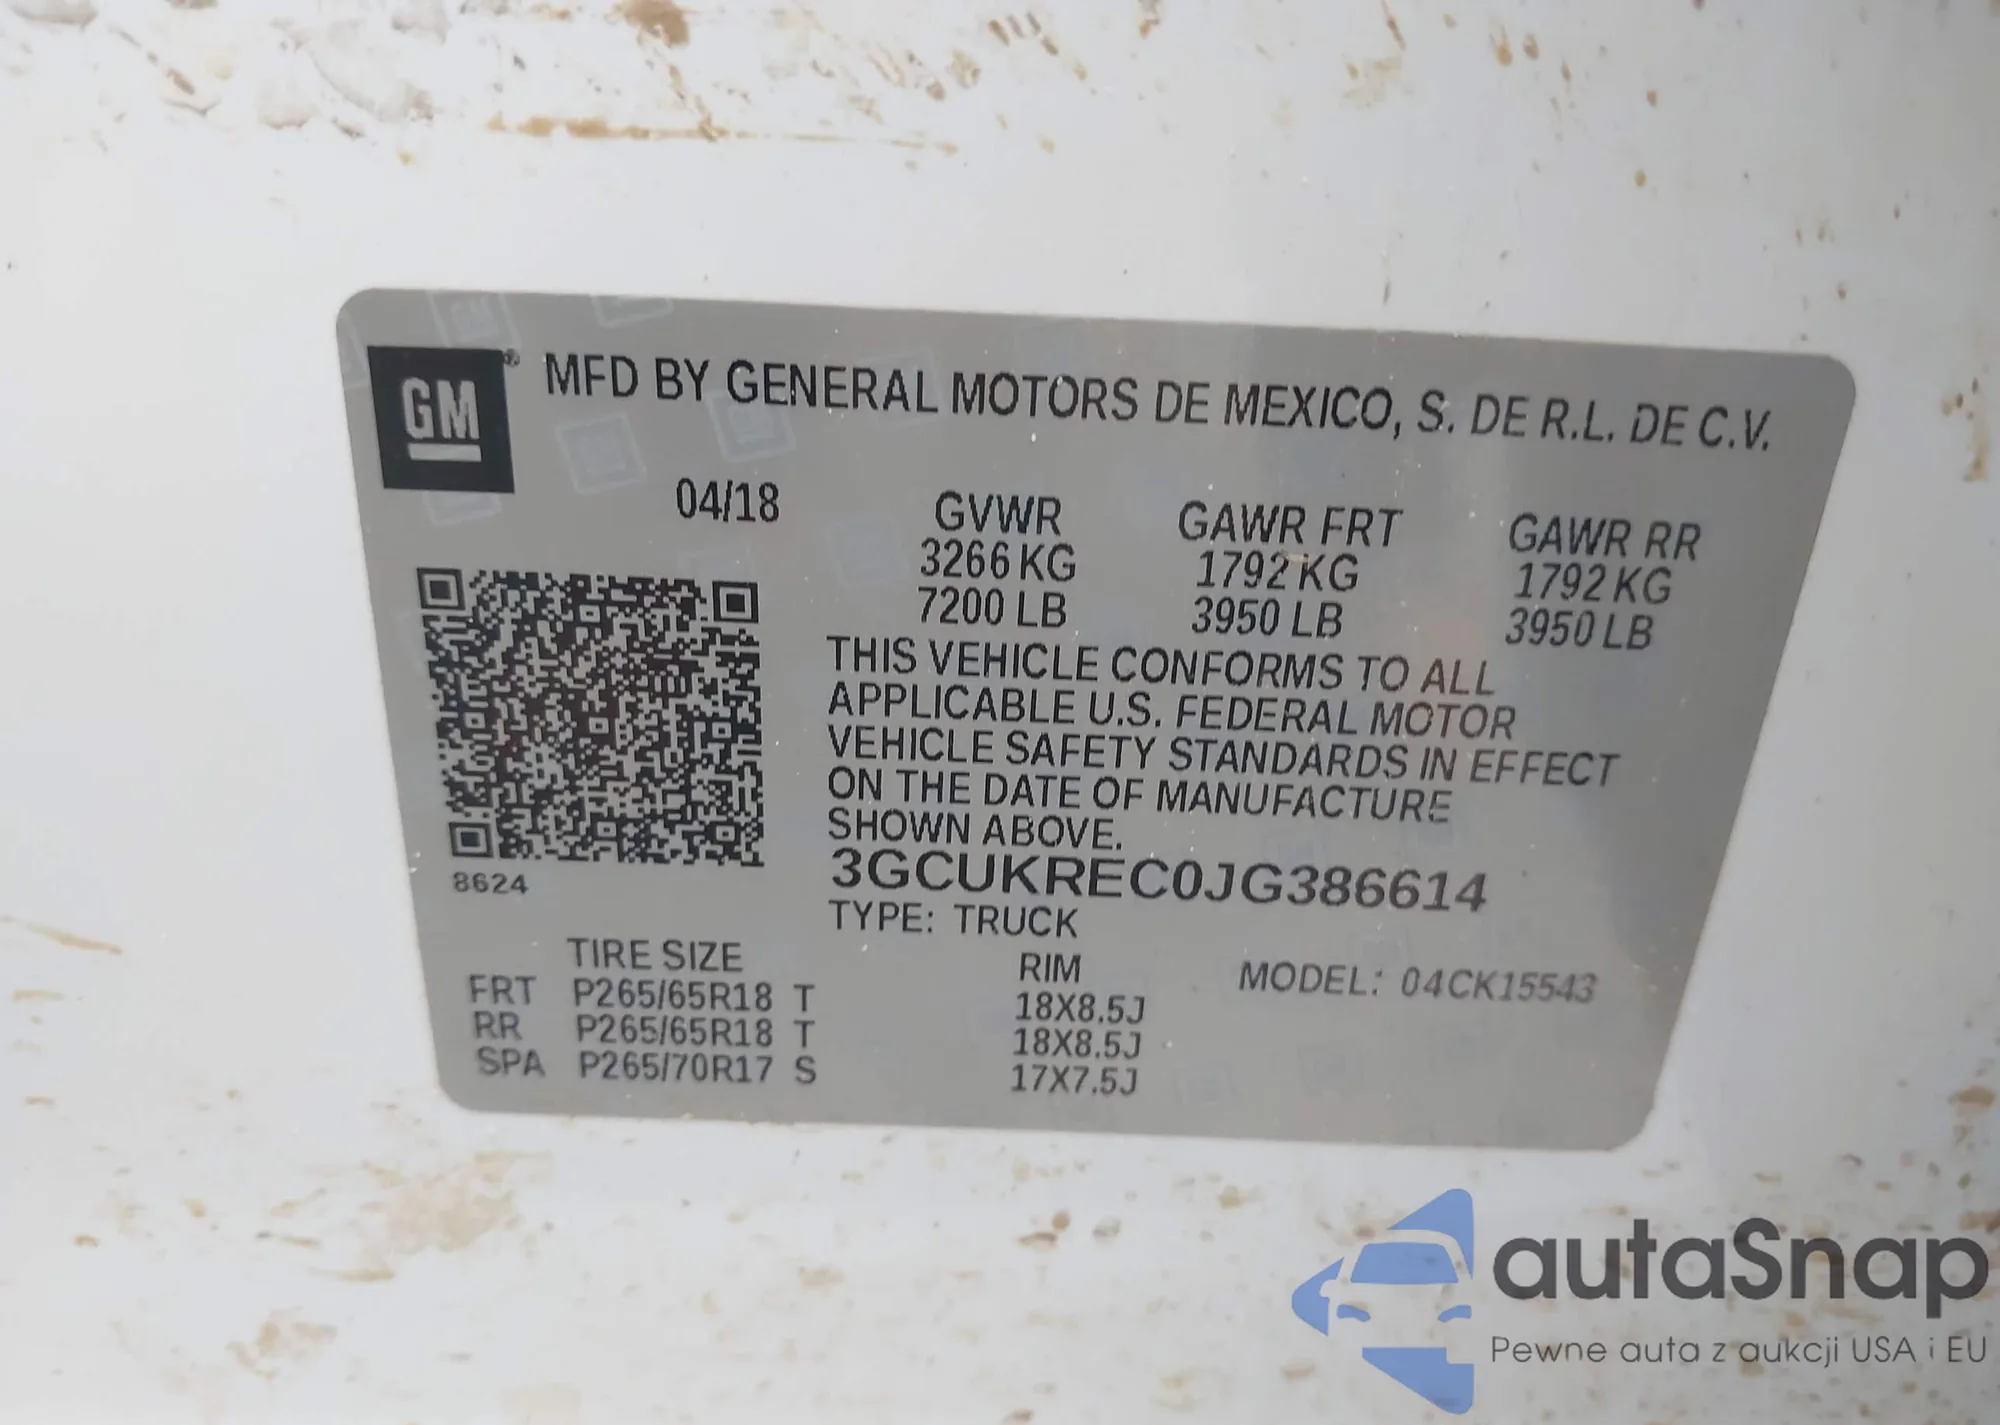 GM ® MFD BY GENERAL MOTORS DE MEXICO, S. DE R.L. DE C.V.
04/18 GVWR GAWR FRT GAWR RR
3266 KG 1792 KG 1792 KG
7200 LB 3950 LB 3950 LB
THIS VEHICLE CONFORMS TO ALL
APPLICABLE U.S. FEDERAL MOTOR
VEHICLE SAFETY STANDARDS IN EFFECT
ON THE DATE OF MANUFACTURE
SHOWN ABOVE.
3GCUKREC0JG386614
8624
TYPE: TRUCK
TIRE SIZE RIM MODEL: 04CK15543
FRT P265/65R18 T 18X8.5J
RR P265/65R18 T 18X8.5J
SPA P265/70R17 S 17X7.5J
autaSnap
Pewne auta z aukcji USA i EU